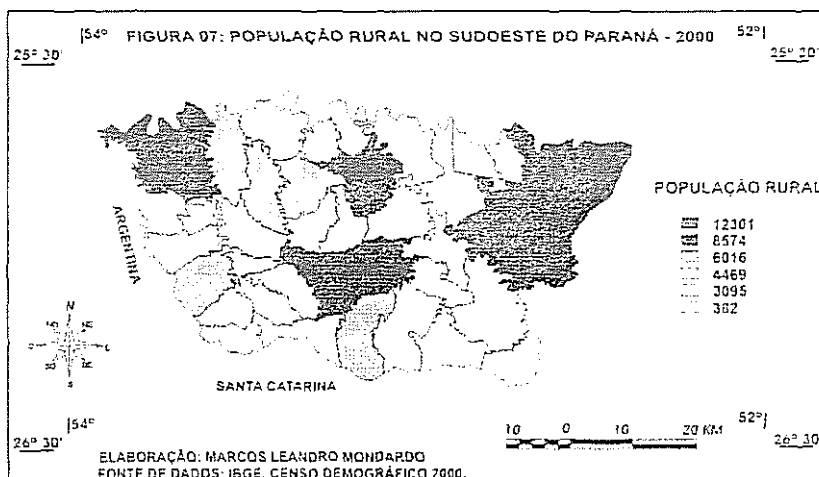 54° FIGURA 07: POPULAÇÃO RURAL NO SUDOESTE DO PARANÁ - 2000 52°
25° 30' 25° 30'
POPULAÇÃO RURAL
12301
8574
6016
4469
3095
382
ARGENTINA
N
S
SANTA CATARINA
54° 52°
26° 30' 26° 30'
10 0 10 20 KM
ELABORAÇÃO: MARCOS LEANDRO MONDARDO
FONTE DE DADOS: IBGE, CENSO DEMOGRÁFICO 2000.